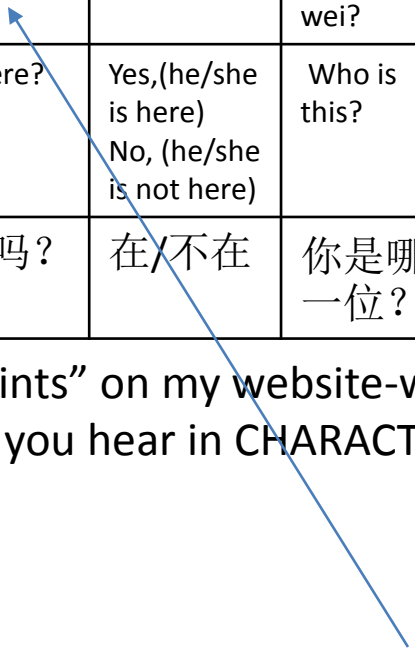 wei?
ere?
Yes,(he/she
is here)
No, (he/she
is not here)
Who is
this?
吗？
在/不在
你是哪
一位？
ints” on my website-w
you hear in CHARACT